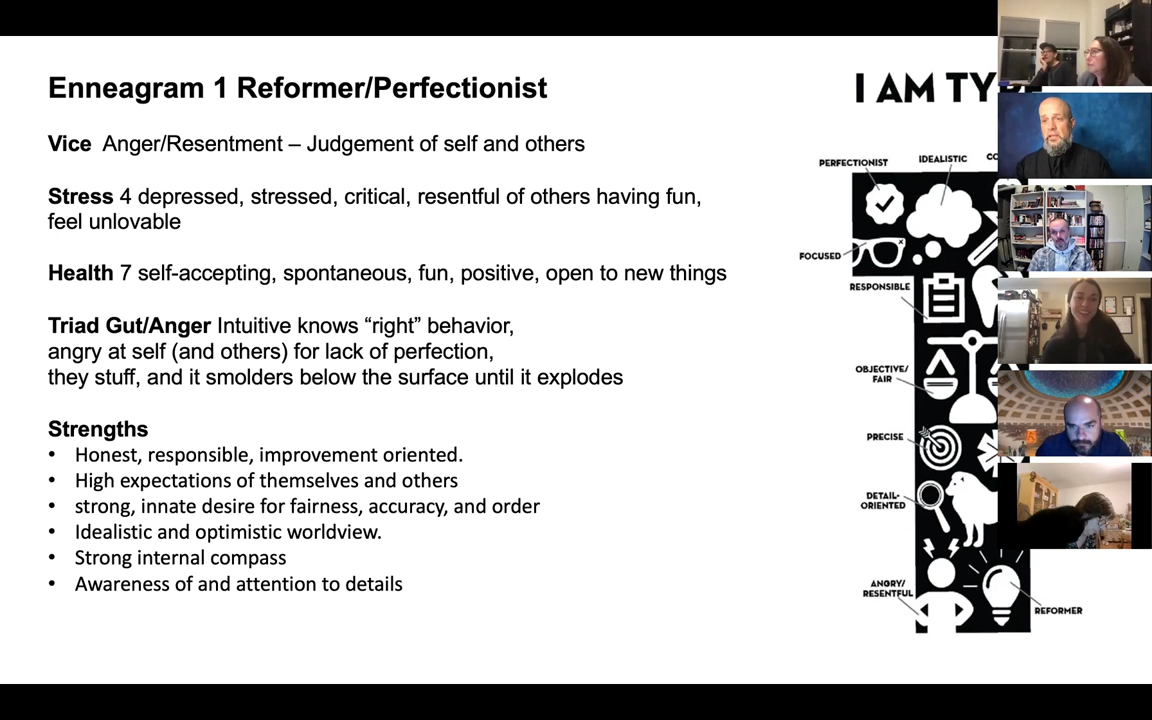 Enneagram 1 Reformer/Perfectionist
Vice Anger/Resentment – Judgement of self and others
Stress 4 depressed, stressed, critical, resentful of others having fun,
feel unlovable
Health 7 self-accepting, spontaneous, fun, positive, open to new things
Triad Gut/Anger Intuitive knows “right” behavior,
angry at self (and others) for lack of perfection,
they stuff, and it smolders below the surface until it explodes
Strengths
• Honest, responsible, improvement oriented.
• High expectations of themselves and others
• strong, innate desire for fairness, accuracy, and order
• Idealistic and optimistic worldview.
• Strong internal compass
• Awareness of and attention to details
I AM TY
PERFECTIONIST
IDEALISTIC
CO
FOCUSED
RESPONSIBLE
OBJECTIVE/
FAIR
PRECISE
DETAIL-
ORIENTED
ANGRY/
RESENTFUL
REFORMER